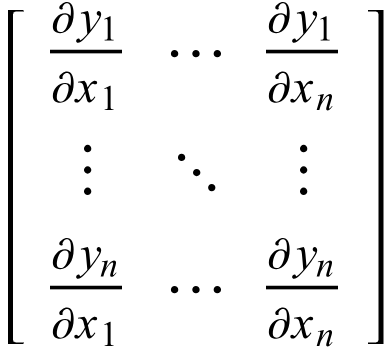 [ ∂y₁/∂x₁ ⋯ ∂y₁/∂xₙ
⋮ ⋱ ⋮
∂yₙ/∂x₁ ⋯ ∂yₙ/∂xₙ ]